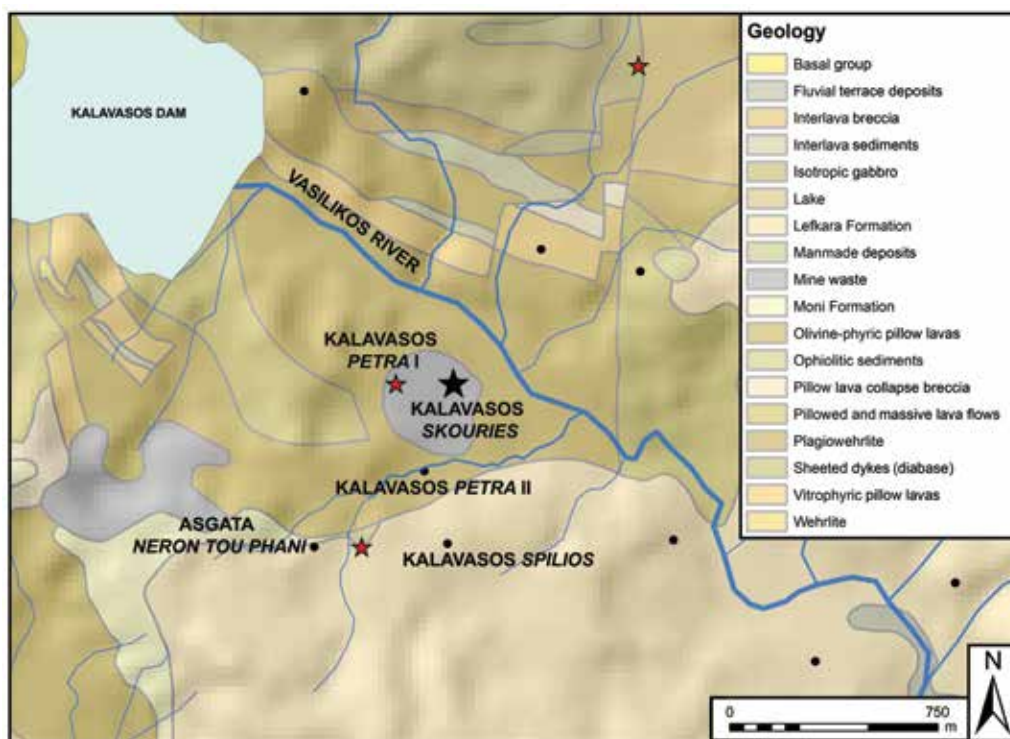 KALAVASOS DAM
VASILIKOS RIVER
KALAVASOS
PETRA I
KALAVASOS
SKOURIES
KALAVASOS PETRA II
ASGATA
NERON TOU PHANI
KALAVASOS SPILIOS
Geology
Basal group
Fluvial terrace deposits
Interlava breccia
Interlava sediments
Isotropic gabbro
Lake
Lefkara Formation
Manmade deposits
Mine waste
Moni Formation
Olivine-phyric pillow lavas
Ophiolitic sediments
Pillow lava collapse breccia
Pillowed and massive lava flows
Plagiowehrlite
Sheeted dykes (diabase)
Vitrophyric pillow lavas
Wehrlite
N
0 750
m